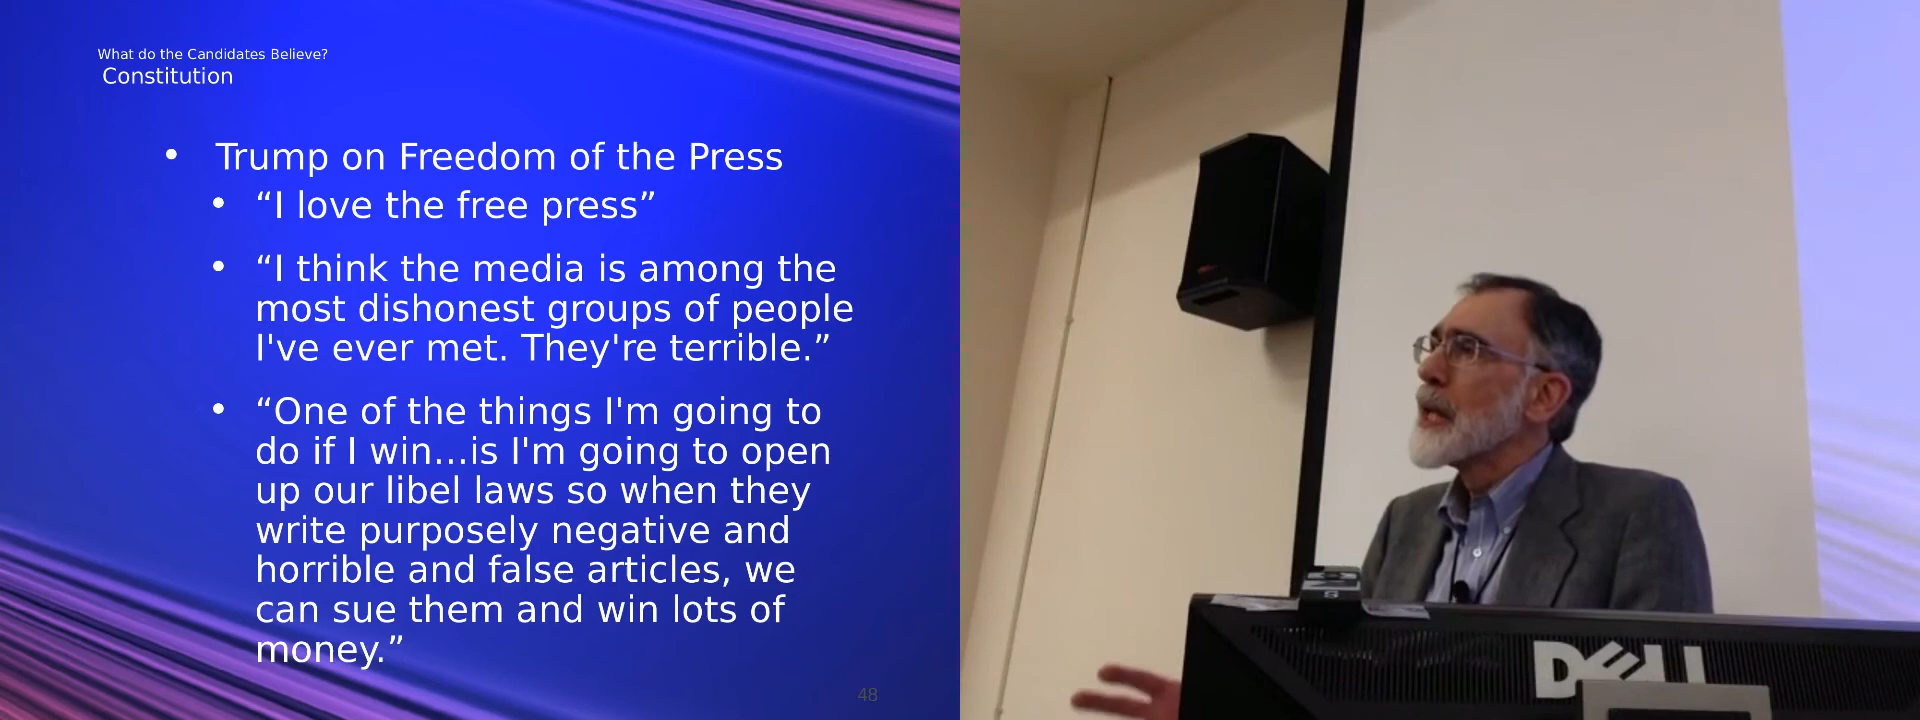 What do the Candidates Believe?
Constitution
• Trump on Freedom of the Press
• “I love the free press”
• “I think the media is among the
most dishonest groups of people
I've ever met. They're terrible.”
• “One of the things I'm going to
do if I win...is I'm going to open
up our libel laws so when they
write purposely negative and
horrible and false articles, we
can sue them and win lots of
money.”
48
DELL